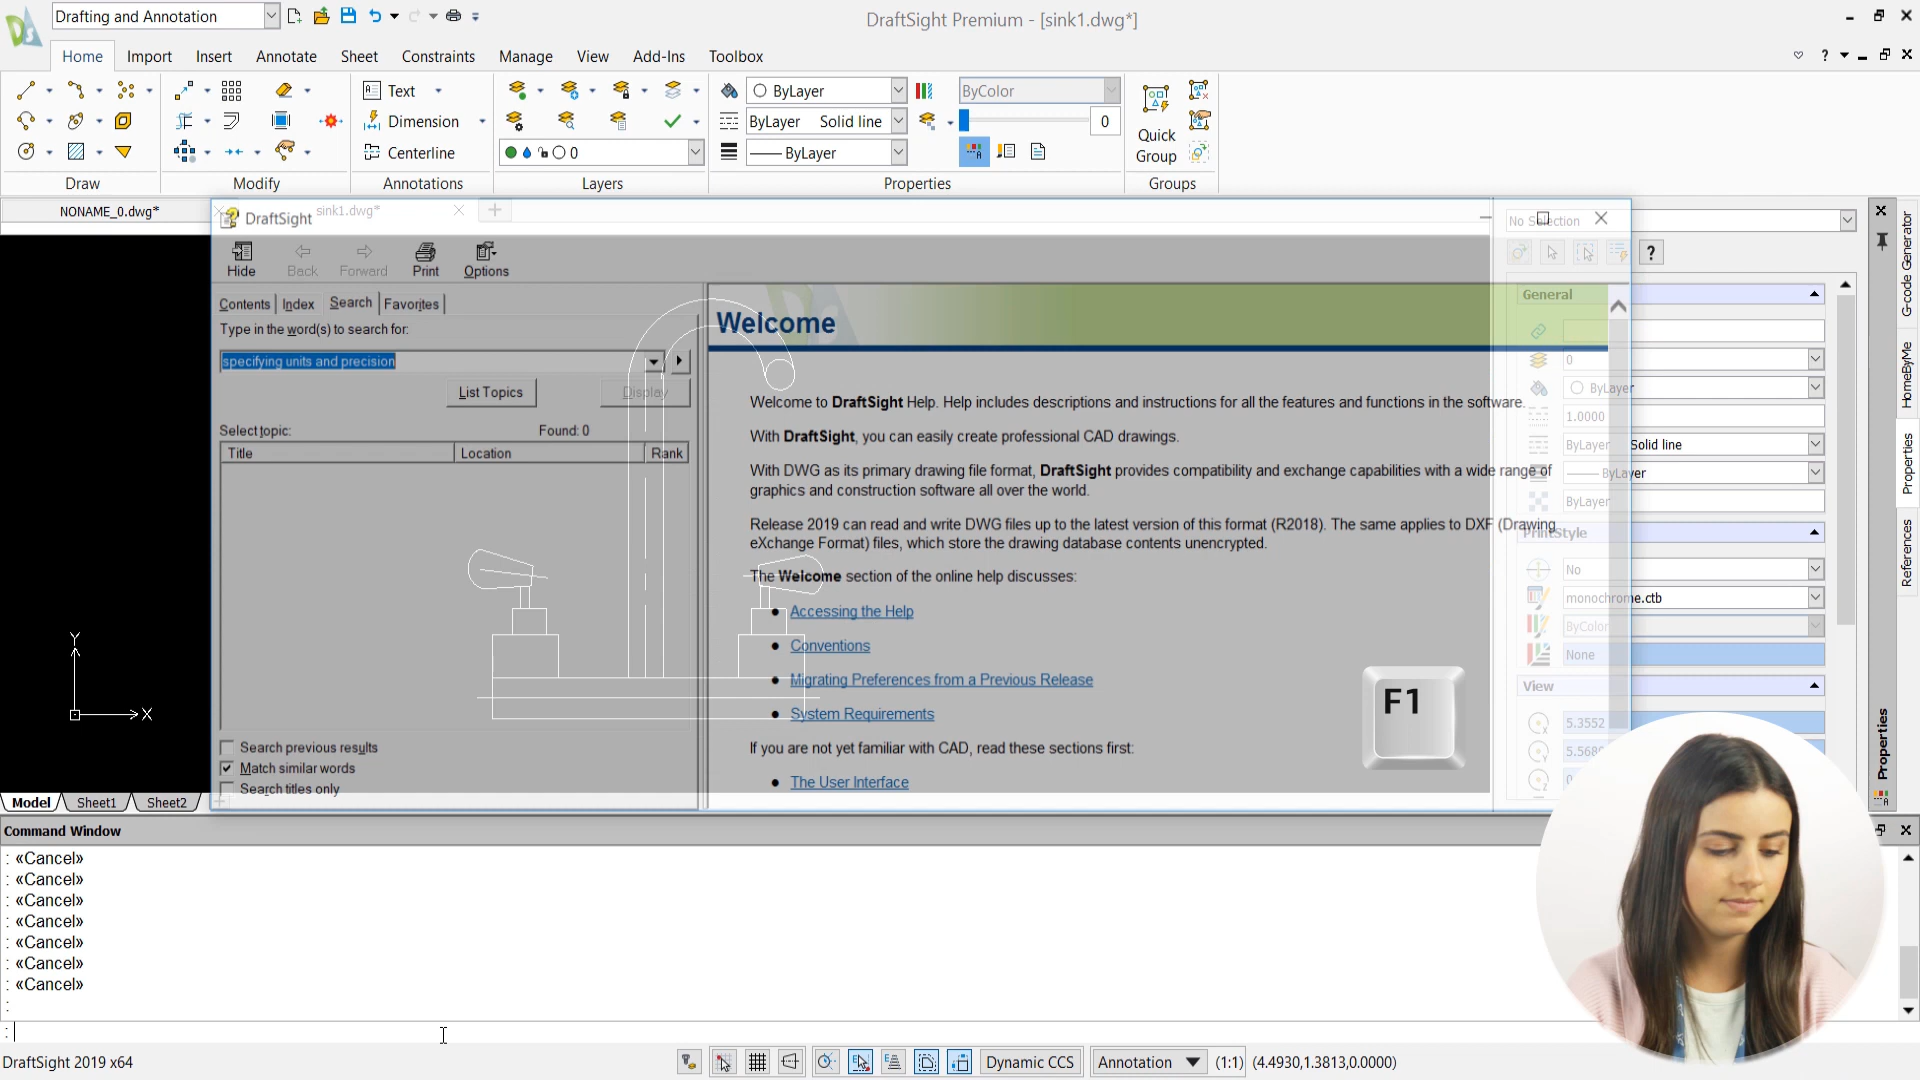 Drafting and Annotation
DraftSight Premium - [sink1.dwg*]
Home
Import
Insert
Annotate
Sheet
Constraints
Manage
View
Add-Ins
Toolbox
Text
Dimension
Centerline
0
ByLayer
ByLayer Solid line
ByLayer
ByColor
0
Quick
Group
Draw
Modify
Annotations
Layers
Properties
Groups
NONAME_0.dwg*
sink1.dwg*
DraftSight
No Selection
Hide
Back
Forward
Print
Options
?
Contents
Index
Search
Favorites
Type in the word(s) to search for:
specifying units and precision
List Topics
Display
Select topic:
Found: 0
Title
Location
Rank
Search previous results
Match similar words
Search titles only
Welcome
Welcome to DraftSight Help. Help includes descriptions and instructions for all the features and functions in the software.
With DraftSight, you can easily create professional CAD drawings.
With DWG as its primary drawing file format, DraftSight provides compatibility and exchange capabilities with a wide range of
graphics and construction software all over the world.
Release 2019 can read and write DWG files up to the latest version of this format (R2018). The same applies to DXF (Drawing
eXchange Format) files, which store the drawing database contents unencrypted.
The Welcome section of the online help discusses:
Accessing the Help
Conventions
Migrating Preferences from a Previous Release
System Requirements
If you are not yet familiar with CAD, read these sections first:
The User Interface
F1
General
0
ByLayer
1.0000
ByLayer Solid line
ByLayer
ByLayer
PrintStyle
No
monochrome.ctb
ByColor
None
View
5.3552
G-code Generator
HomeByMe
Properties
References
Properties
Y
X
Model
Sheet1
Sheet2
Command Window
: «Cancel»
: «Cancel»
: «Cancel»
: «Cancel»
: «Cancel»
: «Cancel»
: «Cancel»
:
:
DraftSight 2019 x64
Dynamic CCS
Annotation
(1:1)
(4.4930,1.3813,0.0000)